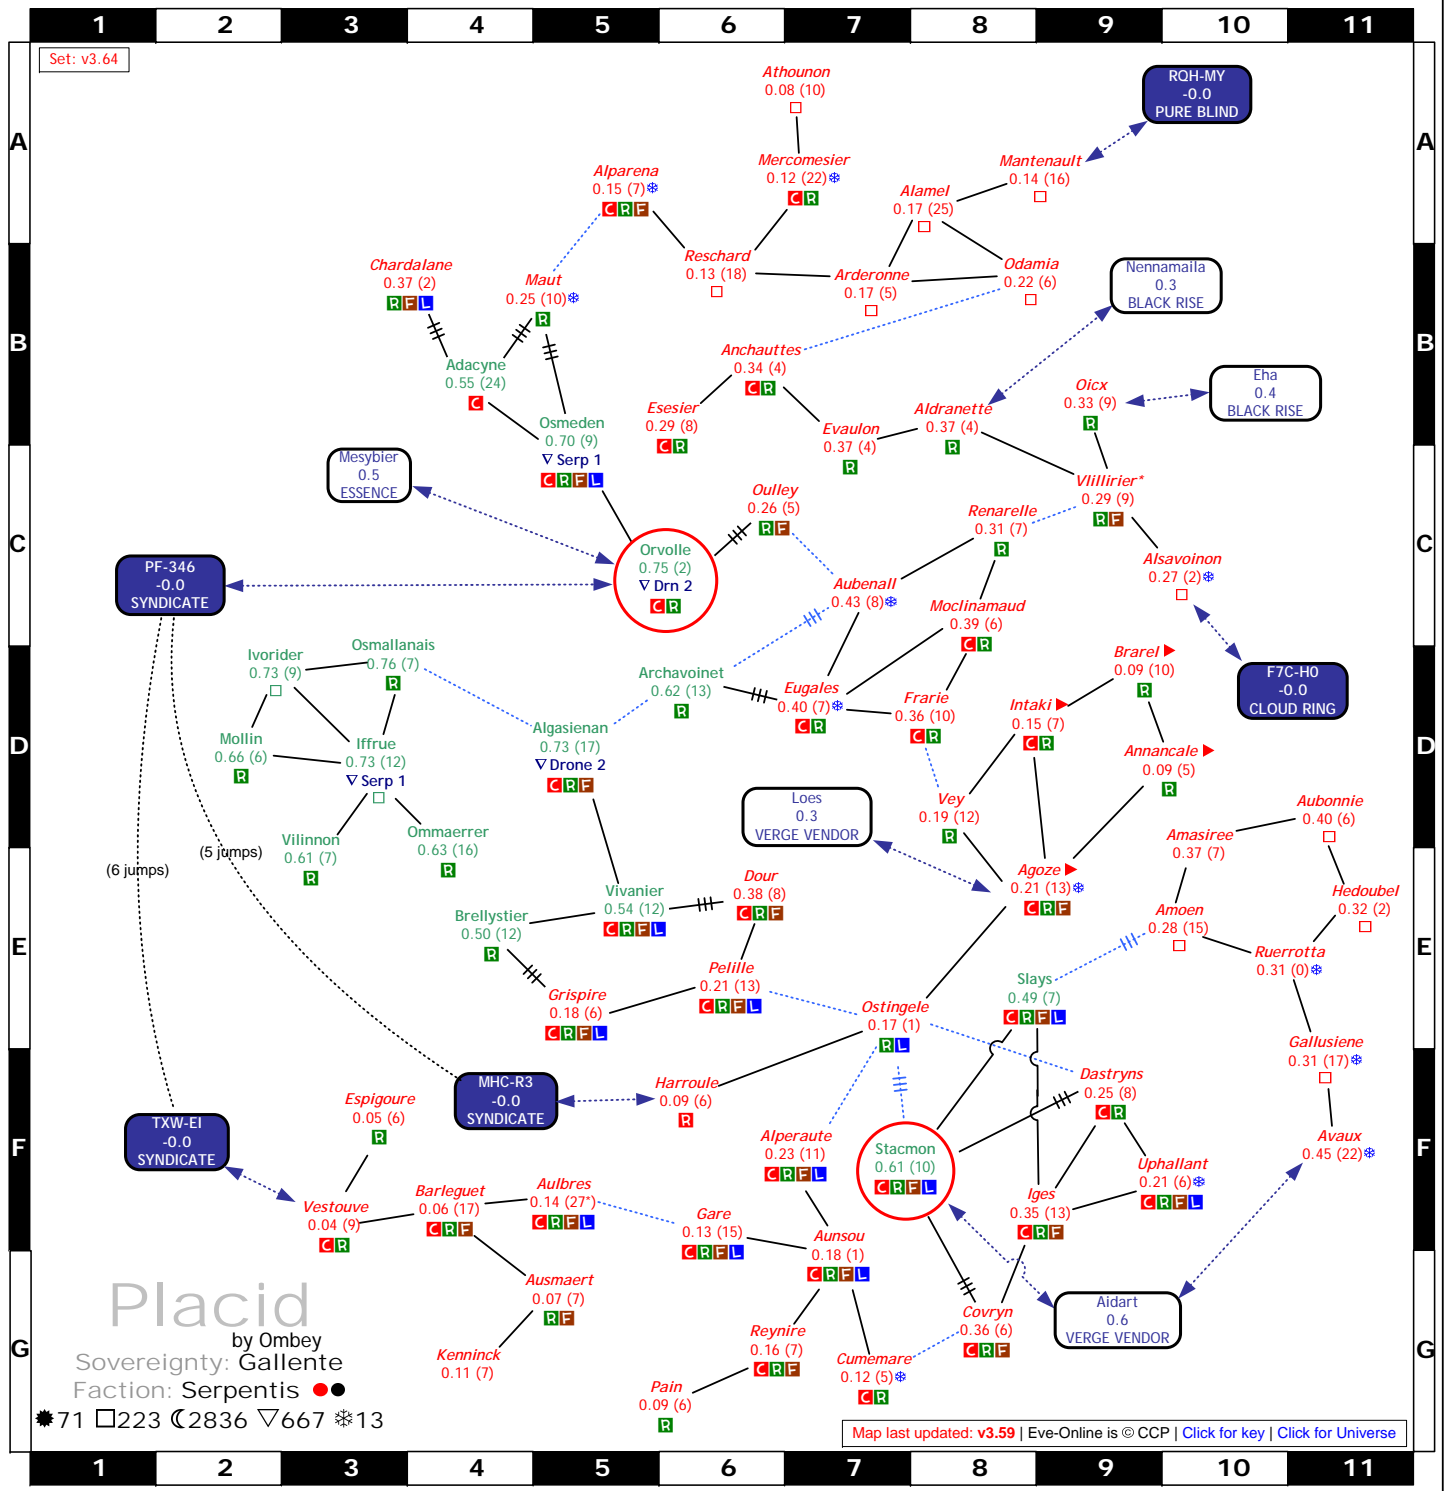 1 2 3 4 5 6 7 8 9 10 11
Set: v3.64
A
A
Athounon
0.08 (10)
RQH-MY
-0.0
PURE BLIND
Mercomesier
0.12 (22)
C R
Mantenault
0.14 (16)
Alparena
0.15 (7)
C R F
Alamel
0.17 (25)
B
B
Chardalane
0.37 (2)
R F L
Maut
0.25 (10)
R
Reschard
0.13 (18)
Arderonne
0.17 (5)
Odamia
0.22 (6)
Nennamaila
0.3
BLACK RISE
Adacyne
0.55 (24)
C
Anchauttes
0.34 (4)
C R
Eha
0.4
BLACK RISE
Oicx
0.33 (9)
R
Esesier
0.29 (8)
C R
Aldranette
0.37 (4)
R
Osmeden
0.70 (9)
▽ Serp 1
C R F L
Evaulon
0.37 (4)
R
C
C
Mesybier
0.5
ESSENCE
Vlillirier*
0.29 (9)
R F
Oulley
0.26 (5)
R F
Renarelle
0.31 (7)
R
Orvolle
0.75 (2)
▽ Drn 2
C R
Alsavoinon
0.27 (2)
PF-346
-0.0
SYNDICATE
Aubenall
0.43 (8)
Moclinamaud
0.39 (6)
C R
D
D
Ivorider
0.73 (9)
Osmallanais
0.76 (7)
R
Archavoinet
0.62 (13)
R
Eugales
0.40 (7)
C R
Frarie
0.36 (10)
C R
Intaki
0.15 (7)
C R
Brarel
0.09 (10)
R
F7C-H0
-0.0
CLOUD RING
Mollin
0.66 (6)
R
Iffrue
0.73 (12)
▽ Serp 1
Algasienan
0.73 (17)
▽ Drone 2
C R F
Annancale
0.09 (5)
R
Loes
0.3
VERGE VENDOR
Vey
0.19 (12)
R
Aubonnie
0.40 (6)
Vilinnon
0.61 (7)
R
Ommaerrer
0.63 (16)
R
Amasiree
0.37 (7)
(6 jumps)
(5 jumps)
E
E
Vivanier
0.54 (12)
C R F L
Dour
0.38 (8)
C R F
Agoze
0.21 (13)
C R F
Hedoubel
0.32 (2)
Brellystier
0.50 (12)
R
Amoen
0.28 (15)
Ruerrotta
0.31 (0)
Grispire
0.18 (6)
C R F L
Pelille
0.21 (13)
C R F L
Ostingele
0.17 (1)
R L
Slays
0.49 (7)
C R F L
Gallusiene
0.31 (17)
F
F
MHC-R3
-0.0
SYNDICATE
Harroule
0.09 (6)
R
Dastryns
0.25 (8)
C R
Espigoure
0.05 (6)
R
TXW-EI
-0.0
SYNDICATE
Alperaute
0.23 (11)
C R F L
Stacmon
0.61 (10)
C R F L
Avaux
0.45 (22)
Uphallant
0.21 (6)
C R F L
Vestouve
0.04 (9)
C R
Barleguet
0.06 (17)
C R F
Aulbres
0.14 (27*)
C R F L
Gare
0.13 (15)
C R F L
Aunsou
0.18 (1)
C R F L
Iges
0.35 (13)
C R F
G
G
Ausmaert
0.07 (7)
R F
Aidart
0.6
VERGE VENDOR
Kenninck
0.11 (7)
Reynire
0.16 (7)
C R F
Covryn
0.36 (6)
C R F
Cumemare
0.12 (5)
C R
Pain
0.09 (6)
R
Placid
by Ombey
Sovereignty: Gallente
Faction: Serpentis
71 223 2836 667 13
Map last updated: v3.59 | Eve-Online is © CCP | Click for key | Click for Universe
1 2 3 4 5 6 7 8 9 10 11